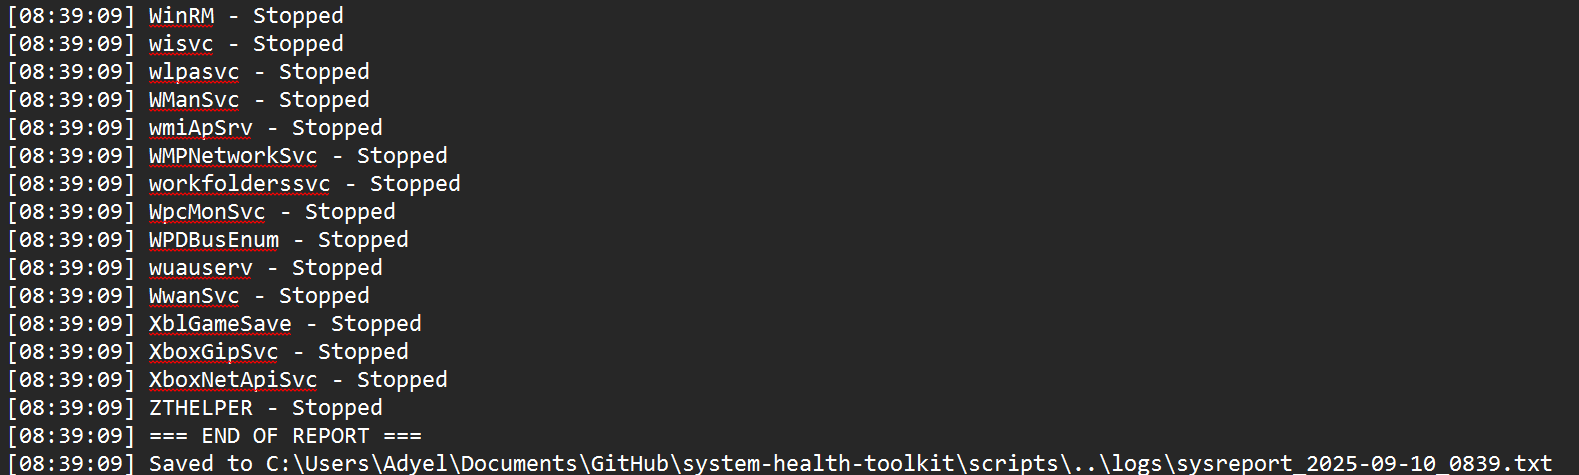 [08:39:09] WinRM - Stopped
[08:39:09] wisvc - Stopped
[08:39:09] wlpasvc - Stopped
[08:39:09] WManSvc - Stopped
[08:39:09] wmiApSrv - Stopped
[08:39:09] WMPNetworkSvc - Stopped
[08:39:09] workfolderssvc - Stopped
[08:39:09] WpcMonSvc - Stopped
[08:39:09] WPDBusEnum - Stopped
[08:39:09] wuauserv - Stopped
[08:39:09] WwanSvc - Stopped
[08:39:09] XblGameSave - Stopped
[08:39:09] XboxGipSvc - Stopped
[08:39:09] XboxNetApiSvc - Stopped
[08:39:09] ZTHELPER - Stopped
[08:39:09] === END OF REPORT ===
[08:39:09] Saved to C:\Users\Adyel\Documents\GitHub\system-health-toolkit\scripts\..\logs\sysreport_2025-09-10_0839.txt